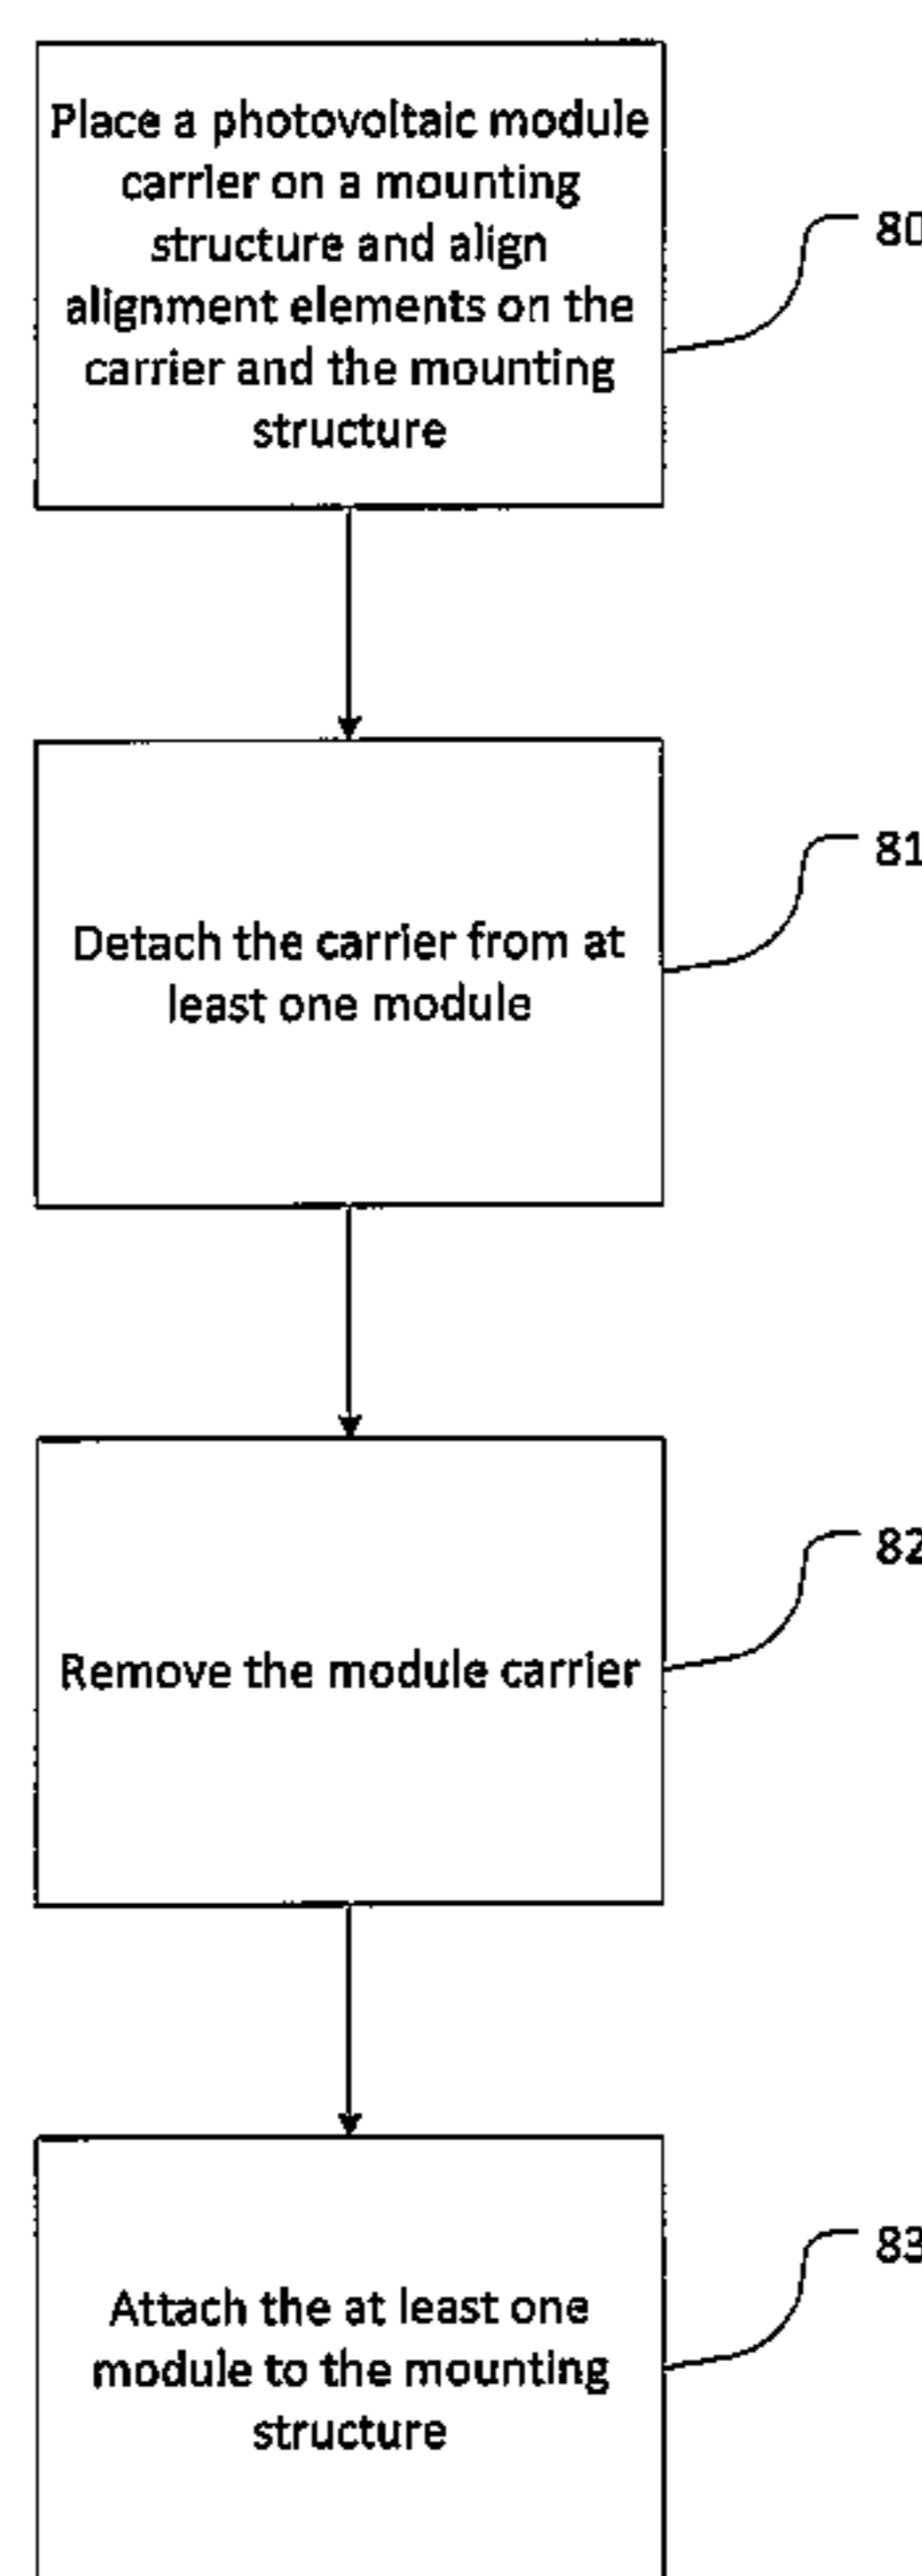 Place a photovoltaic module
carrier on a mounting
structure and align
alignment elements on the
carrier and the mounting
structure
80
Detach the carrier from at
least one module
81
Remove the module carrier
82
Attach the at least one
module to the mounting
structure
83